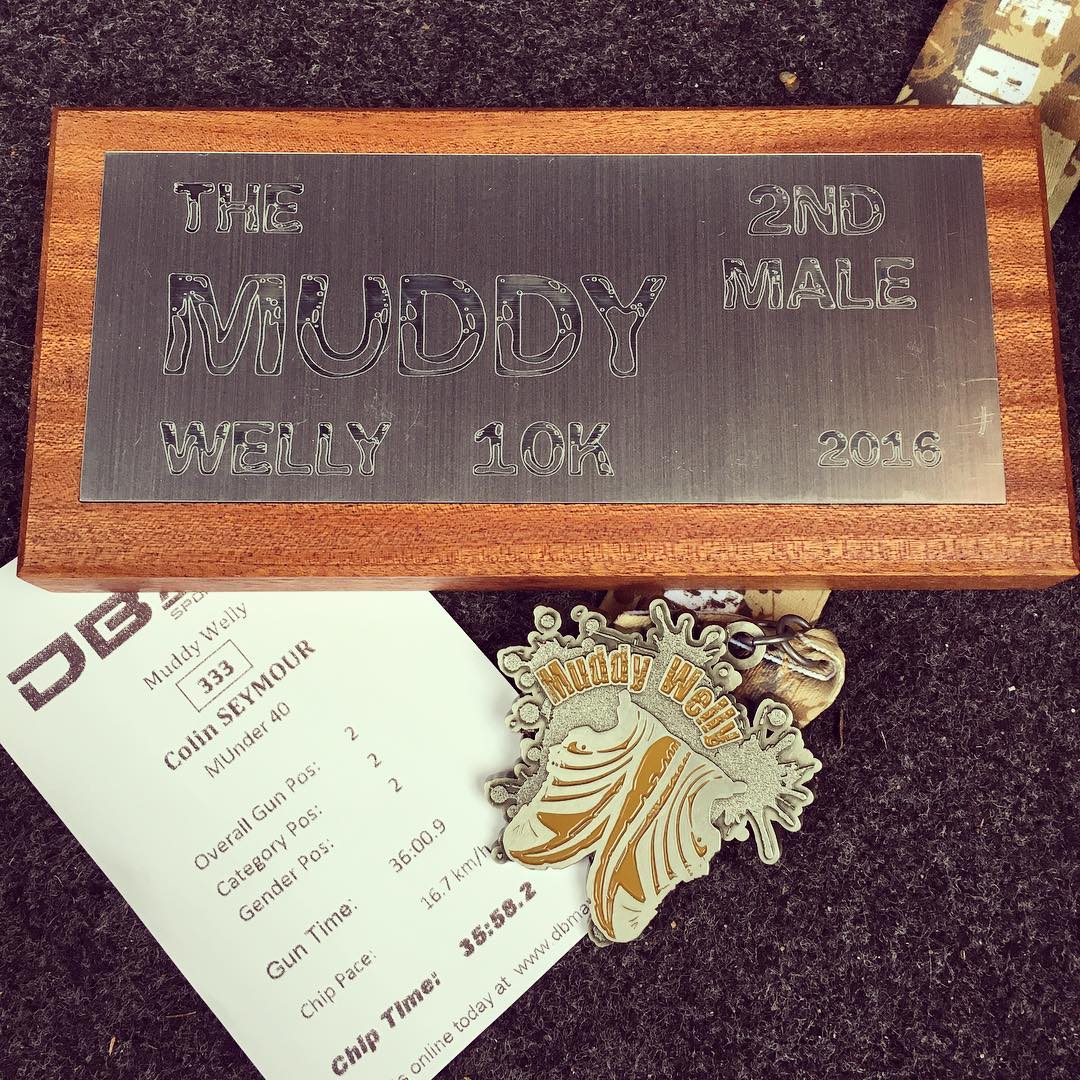 THE
MUDDY
WELLY 10K
2ND
MALE
2016
Muddy Welly
333
Colin SEYMOUR
MUnder 40
Overall Gun Pos: 2
Category Pos: 2
Gender Pos: 2
Gun Time: 36:00.9
Chip Pace: 16.7 km/h
Chip Time: 35:58.2
online today at www.dbma
Muddy Welly